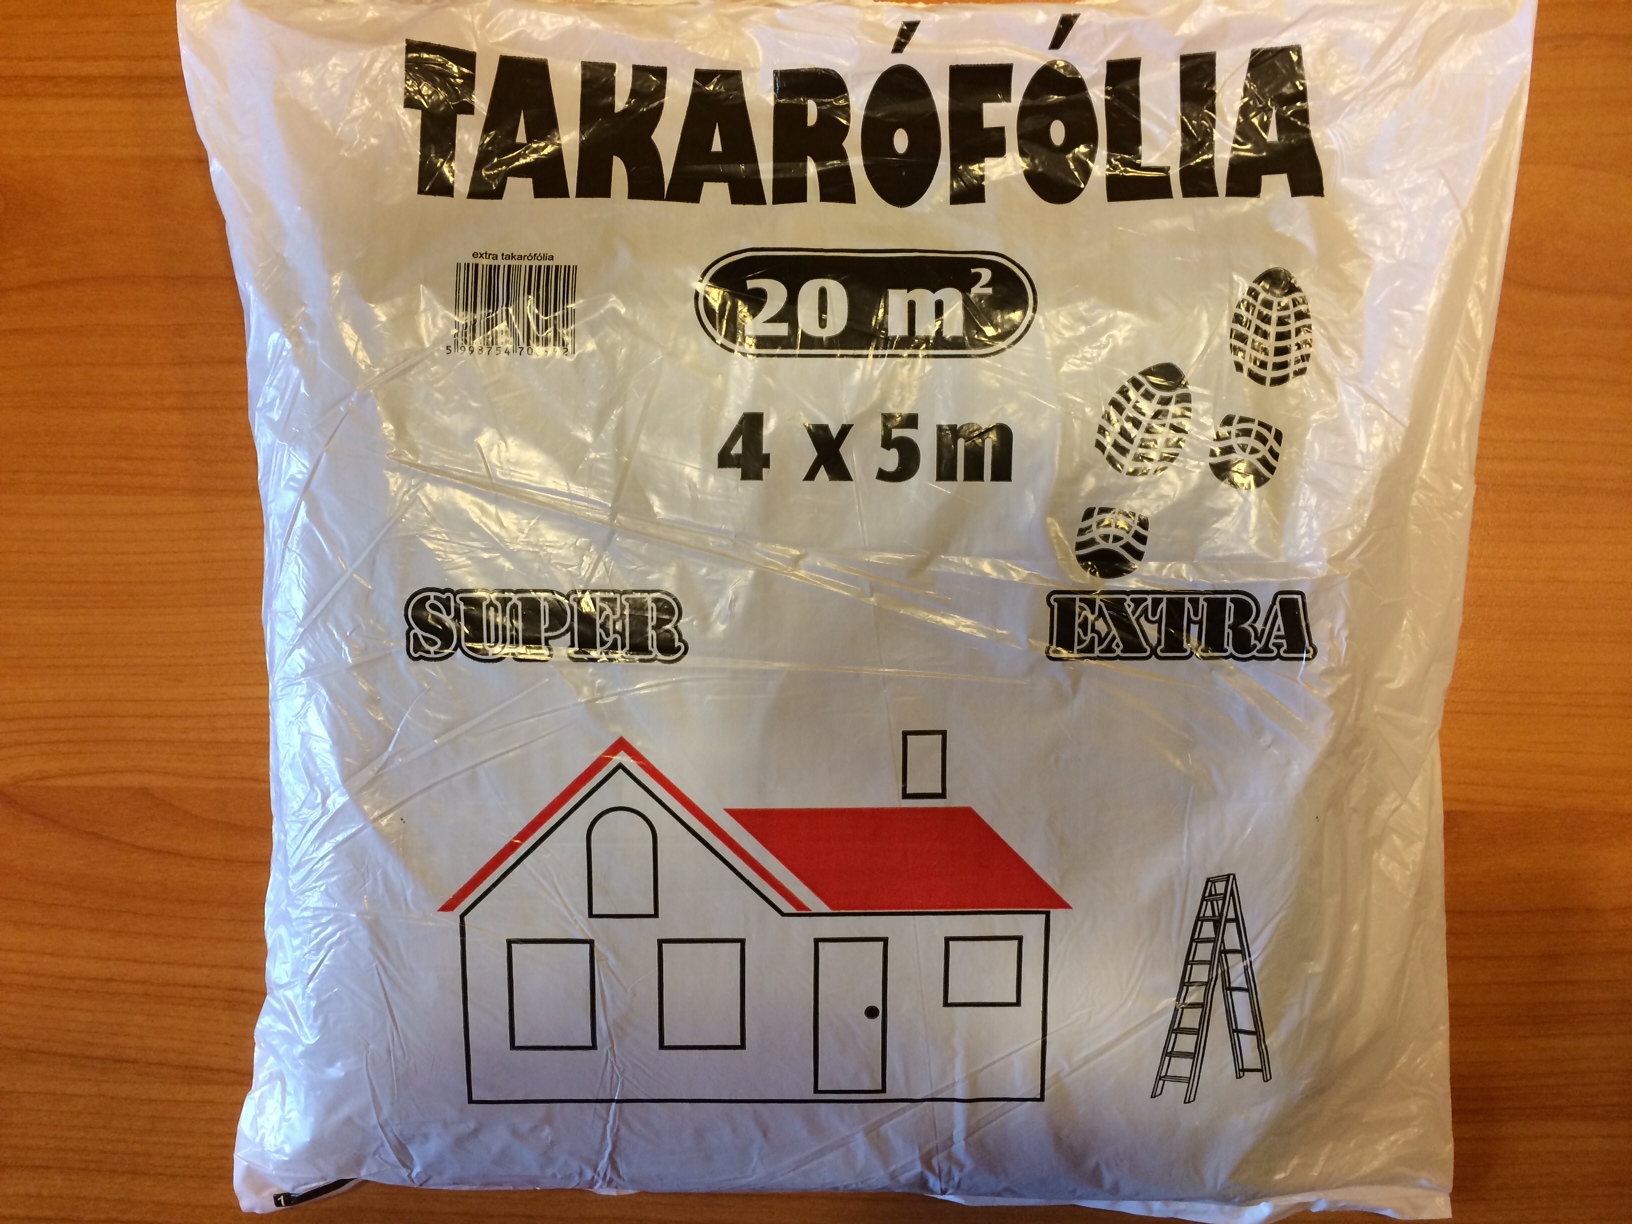 TAKARÓFÓLIA
extra takarófólia
20 m²
4 x 5m
SUPER
EXTRA